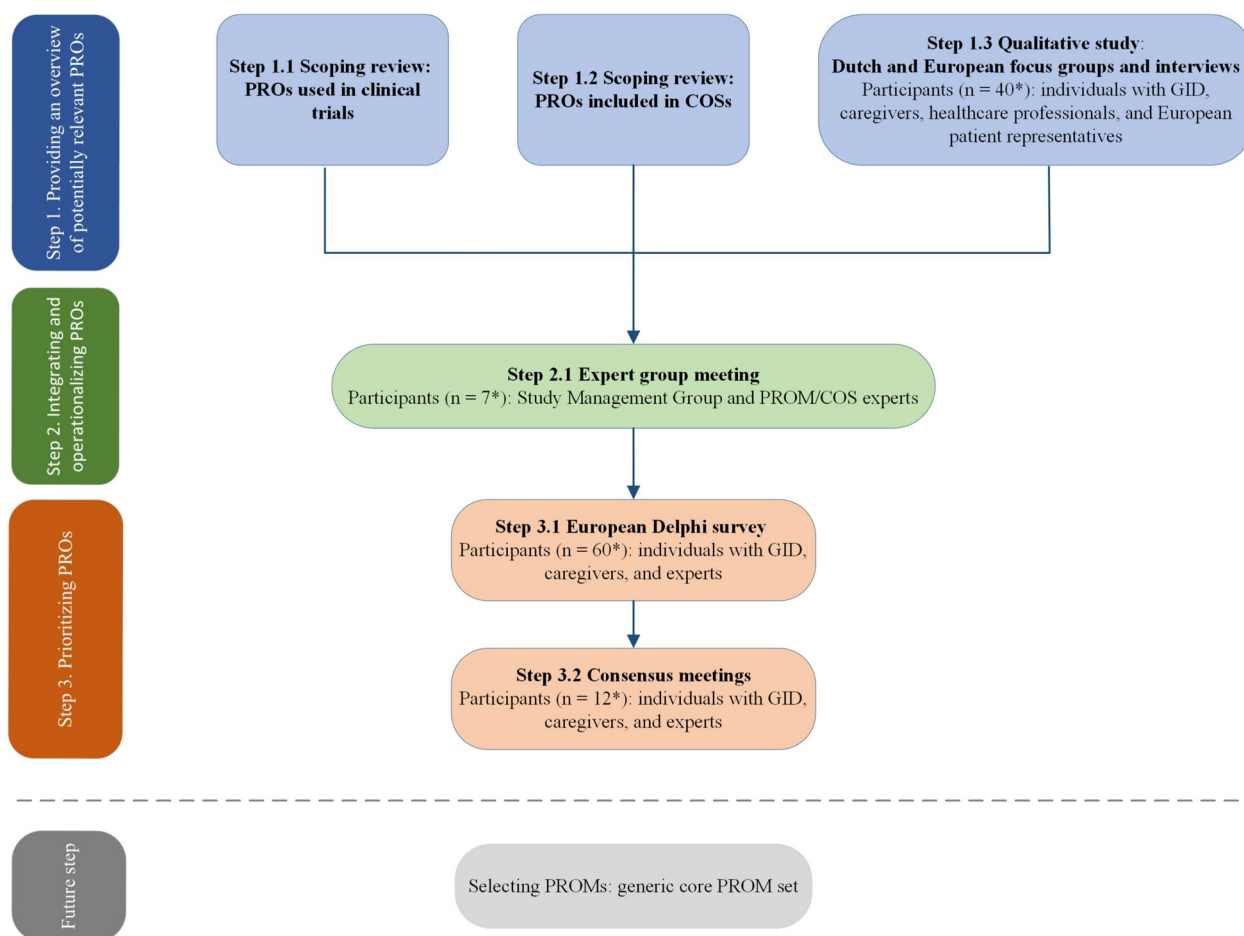 Step 1. Providing an overview
of potentially relevant PROs
Step 1.1 Scoping review:
PROs used in clinical
trials
Step 1.2 Scoping review:
PROs included in COSs
Step 1.3 Qualitative study:
Dutch and European focus groups and interviews
Participants (n = 40*): individuals with GID,
caregivers, healthcare professionals, and European
patient representatives
Step 2. Integrating and
operationalizing PROs
Step 2.1 Expert group meeting
Participants (n = 7*): Study Management Group and PROM/COS experts
Step 3. Prioritizing PROs
Step 3.1 European Delphi survey
Participants (n = 60*): individuals with GID,
caregivers, and experts
Step 3.2 Consensus meetings
Participants (n = 12*): individuals with GID,
caregivers, and experts
Future step
Selecting PROMs: generic core PROM set